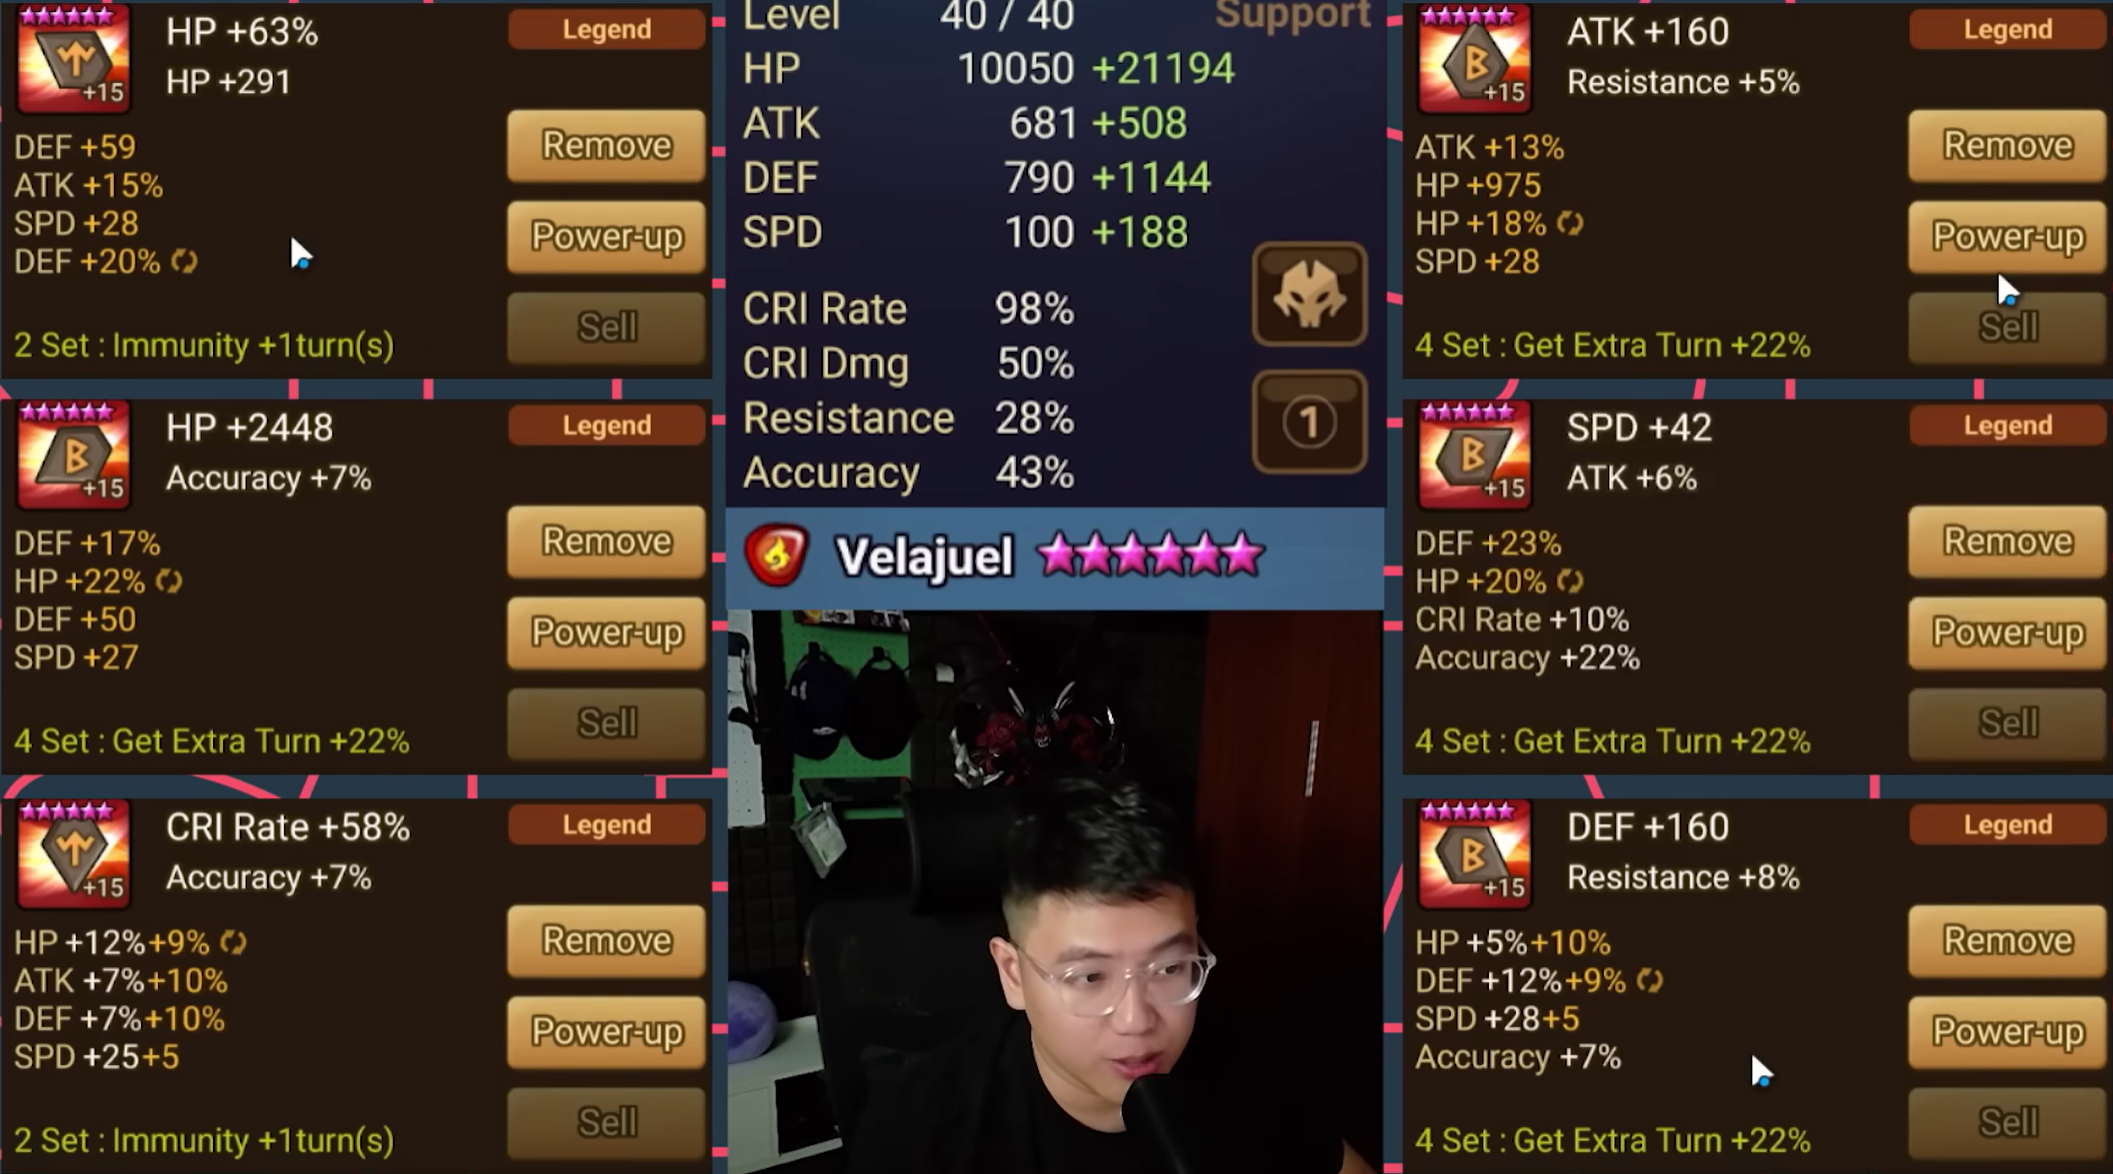 HP +63%
Legend
HP +291
+15
DEF +59
Remove
ATK +15%
SPD +28
Power-up
DEF +20%
Sell
2 Set : Immunity +1turn(s)
HP +2448
Legend
Accuracy +7%
+15
DEF +17%
Remove
HP +22%
DEF +50
Power-up
SPD +27
Sell
4 Set : Get Extra Turn +22%
CRI Rate +58%
Legend
Accuracy +7%
+15
HP +12%+9%
Remove
ATK +7%+10%
DEF +7%+10%
Power-up
SPD +25+5
Sell
2 Set : Immunity +1turn(s)
Level 40 / 40 Support
HP 10050 +21194
ATK 681 +508
DEF 790 +1144
SPD 100 +188
CRI Rate 98%
CRI Dmg 50%
Resistance 28%
1
Accuracy 43%
Velajuel
ATK +160
Legend
Resistance +5%
+15
ATK +13%
Remove
HP +975
HP +18%
Power-up
SPD +28
Sell
4 Set : Get Extra Turn +22%
SPD +42
Legend
ATK +6%
+15
DEF +23%
Remove
HP +20%
CRI Rate +10%
Power-up
Accuracy +22%
Sell
4 Set : Get Extra Turn +22%
DEF +160
Legend
Resistance +8%
+15
HP +5%+10%
Remove
DEF +12%+9%
SPD +28+5
Power-up
Accuracy +7%
Sell
4 Set : Get Extra Turn +22%